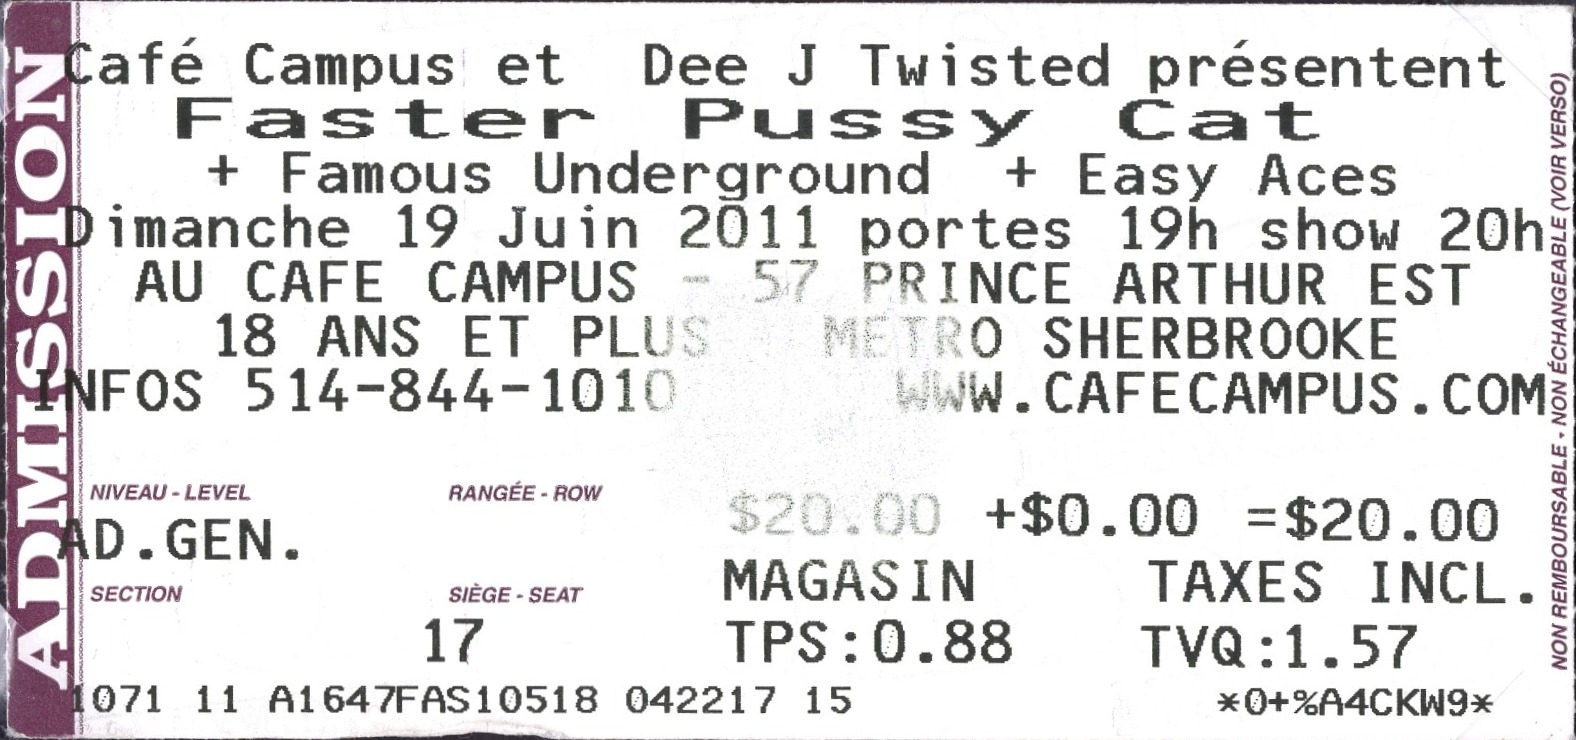 ADMISSION
Café Campus et Dee J Twisted présentent
Faster Pussy Cat
+ Famous Underground + Easy Aces
Dimanche 19 Juin 2011 portes 19h show 20h
AU CAFE CAMPUS - 57 PRINCE ARTHUR EST
18 ANS ET PLUS - METRO SHERBROOKE
INFOS 514-844-1010 WWW.CAFECAMPUS.COM
NIVEAU - LEVEL RANGÉE - ROW
$20.00 +$0.00 =$20.00
AD.GEN.
MAGASIN TAXES INCL.
SECTION SIÈGE - SEAT
17 TPS:0.88 TVQ:1.57
1071 11 A1647FAS10518 042217 15 *0+%A4CKW9*
NON REMBOURSABLE - NON ÉCHANGEABLE (VOIR VERSO)